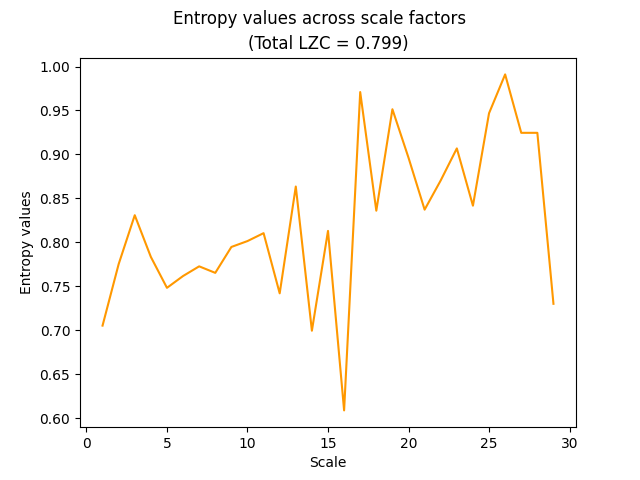 Entropy values across scale factors
(Total LZC = 0.799)
1.00
0.95
0.90
0.85
0.80
0.75
0.70
0.65
0.60
Entropy values
0 5 10 15 20 25 30
Scale